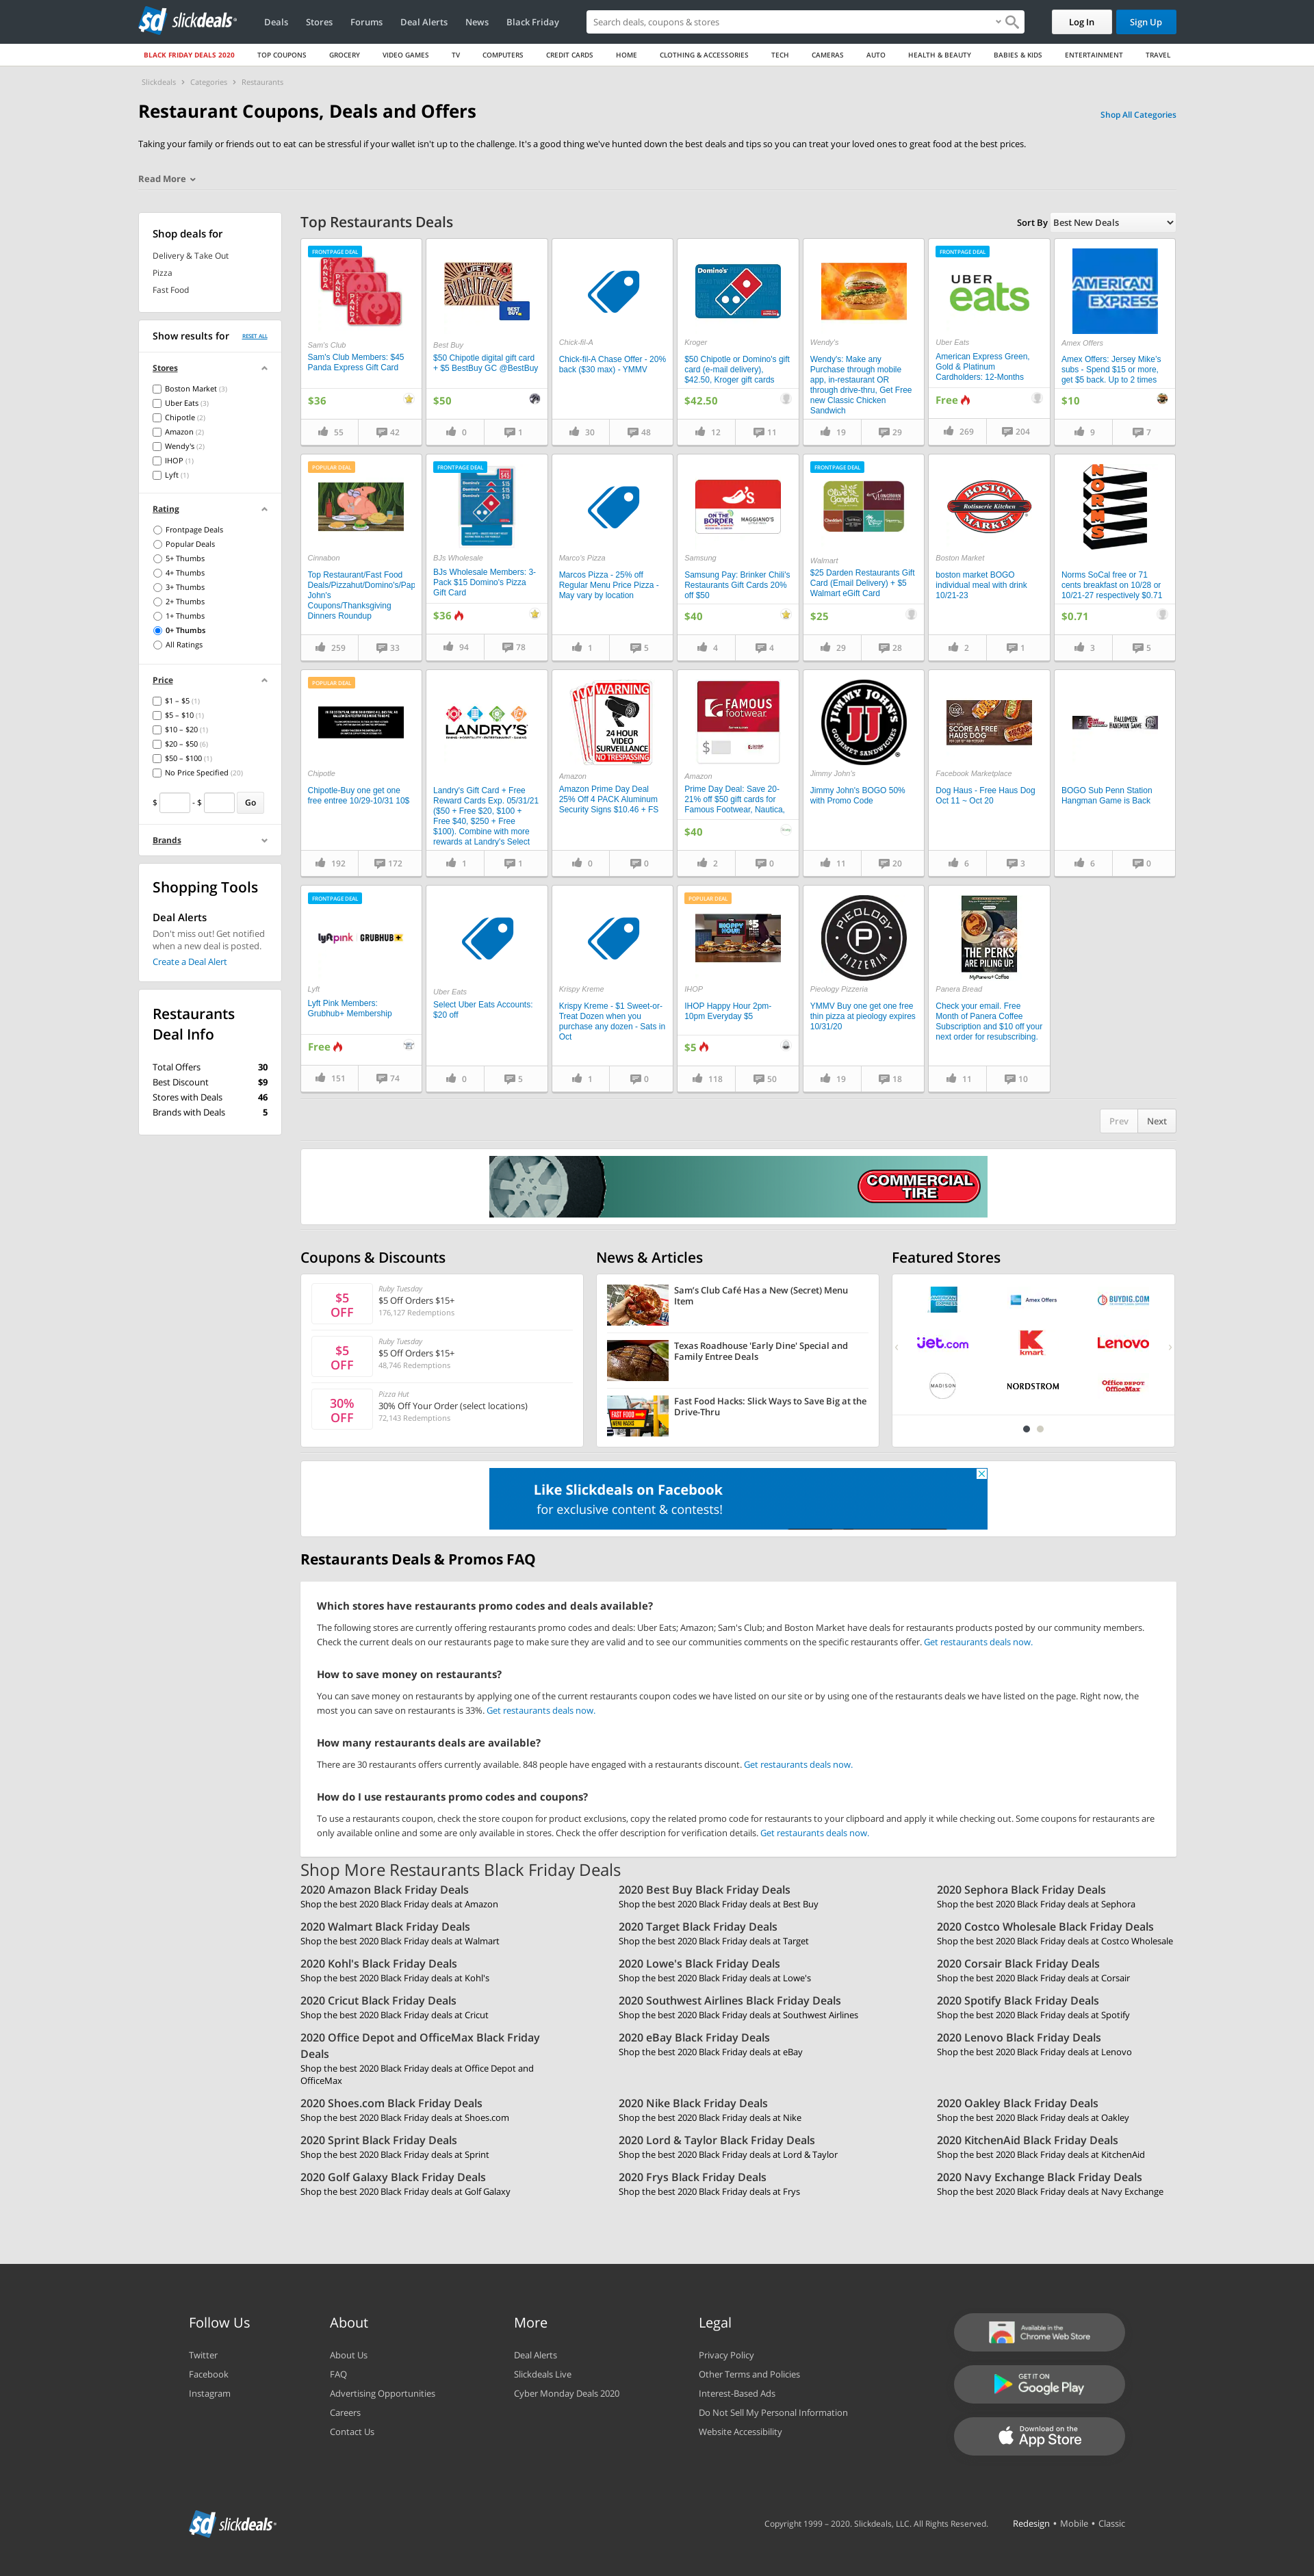 slickdeals
Deals Stores Forums Deal Alerts News Black Friday
Search deals, coupons & stores
Log In Sign Up
BLACK FRIDAY DEALS 2020 TOP COUPONS GROCERY VIDEO GAMES TV COMPUTERS CREDIT CARDS HOME CLOTHING & ACCESSORIES TECH CAMERAS AUTO HEALTH & BEAUTY BABIES & KIDS ENTERTAINMENT TRAVEL
Slickdeals > Categories > Restaurants
Restaurant Coupons, Deals and Offers
Shop All Categories
Taking your family or friends out to eat can be stressful if your wallet isn't up to the challenge. It's a good thing we've hunted down the best deals and tips so you can treat your loved ones to great food at the best prices.
Read More
Shop deals for
Delivery & Take Out
Pizza
Fast Food
Show results for RESET ALL
Stores
Boston Market (3)
Uber Eats (3)
Chipotle (2)
Amazon (2)
Wendy's (2)
IHOP (1)
Lyft (1)
Rating
Frontpage Deals
Popular Deals
5+ Thumbs
4+ Thumbs
3+ Thumbs
2+ Thumbs
1+ Thumbs
0+ Thumbs
All Ratings
Price
$1 – $5 (1)
$5 – $10 (1)
$10 – $20 (1)
$20 – $50 (6)
$50 – $100 (1)
No Price Specified (20)
$ - $ Go
Brands
Shopping Tools
Deal Alerts
Don't miss out! Get notified
when a new deal is posted.
Create a Deal Alert
Restaurants
Deal Info
Total Offers 30
Best Discount $9
Stores with Deals 46
Brands with Deals 5
Top Restaurants Deals
Sort By Best New Deals
FRONTPAGE DEAL
PANDA
Sam's Club
Sam's Club Members: $45
Panda Express Gift Card
$36
55 42
BEST BUY
Best Buy
$50 Chipotle digital gift card
+ $5 BestBuy GC @BestBuy
$50
0 1
Chick-fil-A
Chick-fil-A Chase Offer - 20%
back ($30 max) - YMMV
30 48
Domino's
Kroger
$50 Chipotle or Domino's gift
card (e-mail delivery),
$42.50, Kroger gift cards
$42.50
12 11
Wendy's
Wendy's: Make any
Purchase through mobile
app, in-restaurant OR
through drive-thru, Get Free
new Classic Chicken
Sandwich
19 29
FRONTPAGE DEAL
UBER
eats
Uber Eats
American Express Green,
Gold & Platinum
Cardholders: 12-Months
Free
269 204
AMERICAN
EXPRESS
Amex Offers
Amex Offers: Jersey Mike's
subs - Spend $15 or more,
get $5 back. Up to 2 times
$10
9 7
POPULAR DEAL
Cinnabon
Top Restaurant/Fast Food
Deals/Pizzahut/Domino's/Pap
John's
Coupons/Thanksgiving
Dinners Roundup
259 33
FRONTPAGE DEAL
BJs Wholesale
BJs Wholesale Members: 3-
Pack $15 Domino's Pizza
Gift Card
$36
94 78
Marco's Pizza
Marcos Pizza - 25% off
Regular Menu Price Pizza -
May vary by location
1 5
chili's
ON THE BORDER
MAGGIANO'S
Samsung
Samsung Pay: Brinker Chili's
Restaurants Gift Cards 20%
off $50
$40
4 4
FRONTPAGE DEAL
Olive Garden
Walmart
$25 Darden Restaurants Gift
Card (Email Delivery) + $5
Walmart eGift Card
$25
29 28
BOSTON
Rotisserie Kitchen
MARKET
Boston Market
boston market BOGO
individual meal with drink
10/21-23
2 1
NORMS
Norms SoCal free or 71
cents breakfast on 10/28 or
10/21-27 respectively $0.71
$0.71
3 5
POPULAR DEAL
Chipotle
Chipotle-Buy one get one
free entree 10/29-10/31 10$
192 172
LANDRY'S
Landry's Gift Card + Free
Reward Cards Exp. 05/31/21
($50 + Free $20, $100 +
Free $40, $250 + Free
$100). Combine with more
rewards at Landry's Select
1 1
WARNING
24 HOUR
VIDEO
SURVEILLANCE
NO TRESPASSING
Amazon
Amazon Prime Day Deal
25% Off 4 PACK Aluminum
Security Signs $10.46 + FS
0 0
FAMOUS
footwear
$
Amazon
Prime Day Deal: Save 20-
21% off $50 gift cards for
Famous Footwear, Nautica,
$40
2 0
JIMMY JOHN'S
JJ
GOURMET SANDWICHES
Jimmy John's
Jimmy John's BOGO 50%
with Promo Code
11 20
SCORE A FREE
HAUS DOG
Facebook Marketplace
Dog Haus - Free Haus Dog
Oct 11 ~ Oct 20
6 3
HALLOWEEN
HANGMAN GAME
BOGO Sub Penn Station
Hangman Game is Back
6 0
FRONTPAGE DEAL
lyft pink GRUBHUB+
Lyft
Lyft Pink Members:
Grubhub+ Membership
Free
151 74
Uber Eats
Select Uber Eats Accounts:
$20 off
0 5
Krispy Kreme
Krispy Kreme - $1 Sweet-or-
Treat Dozen when you
purchase any dozen - Sats in
Oct
1 0
POPULAR DEAL
IHOP
IHOP Happy Hour 2pm-
10pm Everyday $5
$5
118 50
PIEOLOGY
P
PIZZERIA
Pieology Pizzeria
YMMV Buy one get one free
thin pizza at pieology expires
10/31/20
19 18
THE PERKS
ARE PILING UP.
MyPanera+ Coffee
Panera Bread
Check your email. Free
Month of Panera Coffee
Subscription and $10 off your
next order for resubscribing.
11 10
Prev Next
COMMERCIAL
TIRE
Coupons & Discounts
$5
OFF
Ruby Tuesday
$5 Off Orders $15+
176,127 Redemptions
$5
OFF
Ruby Tuesday
$5 Off Orders $15+
48,746 Redemptions
30%
OFF
Pizza Hut
30% Off Your Order (select locations)
72,143 Redemptions
News & Articles
Sam's Club Café Has a New (Secret) Menu
Item
Texas Roadhouse 'Early Dine' Special and
Family Entree Deals
FAST FOOD
MENU HACKS
Fast Food Hacks: Slick Ways to Save Big at the
Drive-Thru
Featured Stores
AMERICAN EXPRESS Amex Offers BUYDIG.COM
jet.com kmart Lenovo
MADISON NORDSTROM Office DEPOT OfficeMax
Like Slickdeals on Facebook
for exclusive content & contests!
Restaurants Deals & Promos FAQ
Which stores have restaurants promo codes and deals available?
The following stores are currently offering restaurants promo codes and deals: Uber Eats; Amazon; Sam's Club; and Boston Market have deals for restaurants products posted by our community members.
Check the current deals on our restaurants page to make sure they are valid and to see our communities comments on the specific restaurants offer. Get restaurants deals now.
How to save money on restaurants?
You can save money on restaurants by applying one of the current restaurants coupon codes we have listed on our site or by using one of the restaurants deals we have listed on the page. Right now, the
most you can save on restaurants is 33%. Get restaurants deals now.
How many restaurants deals are available?
There are 30 restaurants offers currently available. 848 people have engaged with a restaurants discount. Get restaurants deals now.
How do I use restaurants promo codes and coupons?
To use a restaurants coupon, check the store coupon for product exclusions, copy the related promo code for restaurants to your clipboard and apply it while checking out. Some coupons for restaurants are
only available online and some are only available in stores. Check the offer description for verification details. Get restaurants deals now.
Shop More Restaurants Black Friday Deals
2020 Amazon Black Friday Deals
Shop the best 2020 Black Friday deals at Amazon
2020 Best Buy Black Friday Deals
Shop the best 2020 Black Friday deals at Best Buy
2020 Sephora Black Friday Deals
Shop the best 2020 Black Friday deals at Sephora
2020 Walmart Black Friday Deals
Shop the best 2020 Black Friday deals at Walmart
2020 Target Black Friday Deals
Shop the best 2020 Black Friday deals at Target
2020 Costco Wholesale Black Friday Deals
Shop the best 2020 Black Friday deals at Costco Wholesale
2020 Kohl's Black Friday Deals
Shop the best 2020 Black Friday deals at Kohl's
2020 Lowe's Black Friday Deals
Shop the best 2020 Black Friday deals at Lowe's
2020 Corsair Black Friday Deals
Shop the best 2020 Black Friday deals at Corsair
2020 Cricut Black Friday Deals
Shop the best 2020 Black Friday deals at Cricut
2020 Southwest Airlines Black Friday Deals
Shop the best 2020 Black Friday deals at Southwest Airlines
2020 Spotify Black Friday Deals
Shop the best 2020 Black Friday deals at Spotify
2020 Office Depot and OfficeMax Black Friday
Deals
Shop the best 2020 Black Friday deals at Office Depot and
OfficeMax
2020 eBay Black Friday Deals
Shop the best 2020 Black Friday deals at eBay
2020 Lenovo Black Friday Deals
Shop the best 2020 Black Friday deals at Lenovo
2020 Shoes.com Black Friday Deals
Shop the best 2020 Black Friday deals at Shoes.com
2020 Nike Black Friday Deals
Shop the best 2020 Black Friday deals at Nike
2020 Oakley Black Friday Deals
Shop the best 2020 Black Friday deals at Oakley
2020 Sprint Black Friday Deals
Shop the best 2020 Black Friday deals at Sprint
2020 Lord & Taylor Black Friday Deals
Shop the best 2020 Black Friday deals at Lord & Taylor
2020 KitchenAid Black Friday Deals
Shop the best 2020 Black Friday deals at KitchenAid
2020 Golf Galaxy Black Friday Deals
Shop the best 2020 Black Friday deals at Golf Galaxy
2020 Frys Black Friday Deals
Shop the best 2020 Black Friday deals at Frys
2020 Navy Exchange Black Friday Deals
Shop the best 2020 Black Friday deals at Navy Exchange
Follow Us
Twitter
Facebook
Instagram
About
About Us
FAQ
Advertising Opportunities
Careers
Contact Us
More
Deal Alerts
Slickdeals Live
Cyber Monday Deals 2020
Legal
Privacy Policy
Other Terms and Policies
Interest-Based Ads
Do Not Sell My Personal Information
Website Accessibility
Available in the
Chrome Web Store
GET IT ON
Google Play
Download on the
App Store
slickdeals
Copyright 1999 – 2020. Slickdeals, LLC. All Rights Reserved.
Redesign • Mobile • Classic